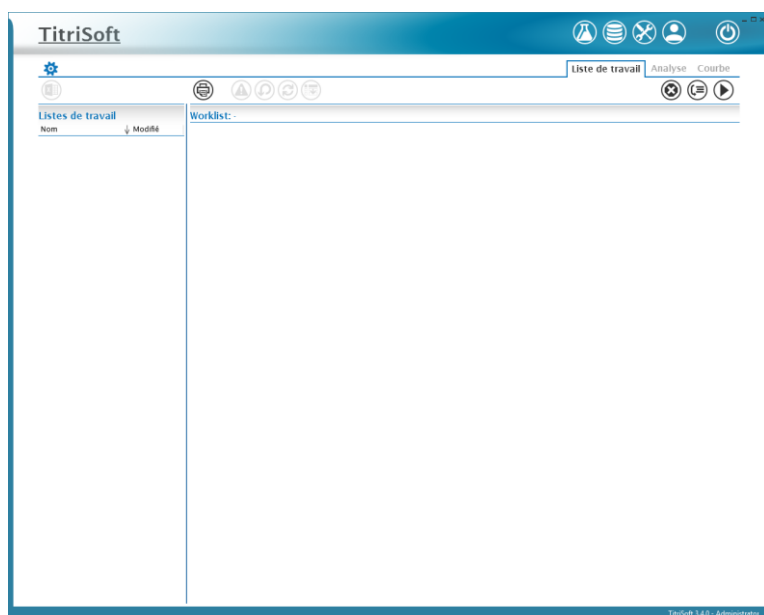 TitriSoft
Liste de travail Analyse Courbe
Listes de travail
Nom Modifié
Worklist: -
TitriSoft 3.4.0 - Administrator